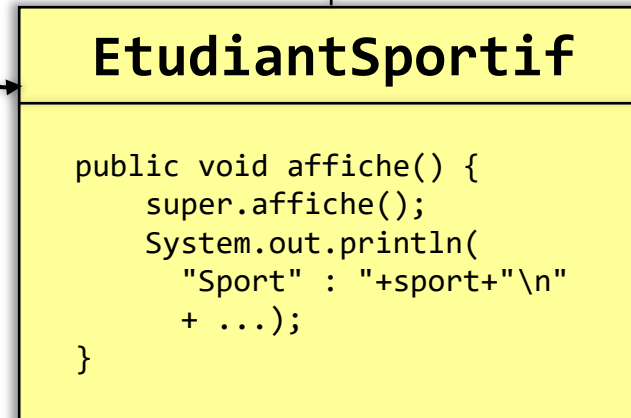 EtudiantSportif
public void affiche() {
super.affiche();
System.out.println(
"Sport" : "+sport+"\n"
+ ...);
}